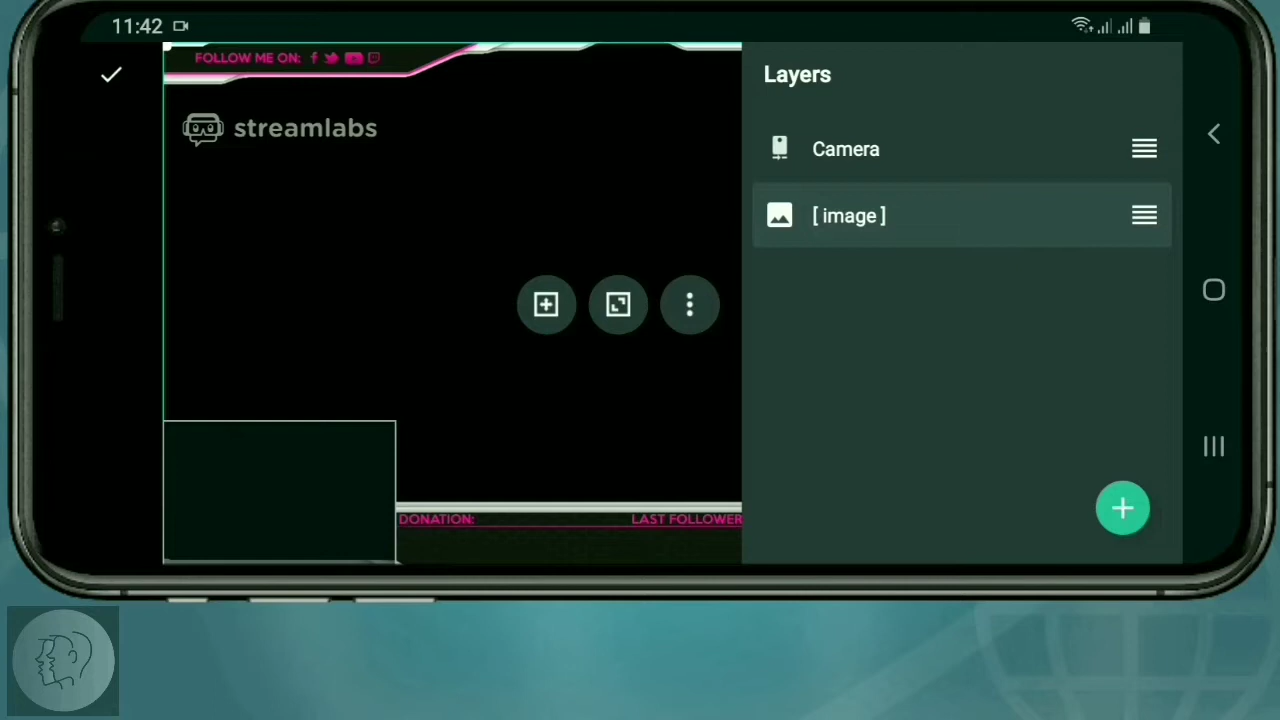 11:42
FOLLOW ME ON:
streamlabs
Layers
Camera
[ image ]
DONATION:
LAST FOLLOWER